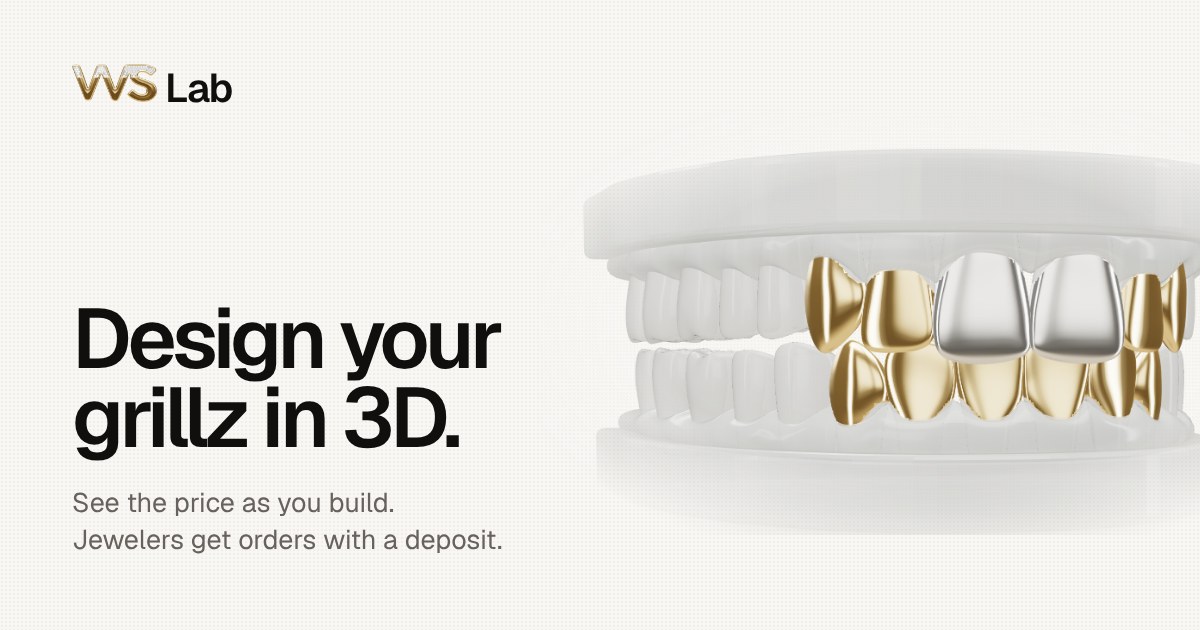 VVS Lab
Design your
grillz in 3D.
See the price as you build.
Jewelers get orders with a deposit.